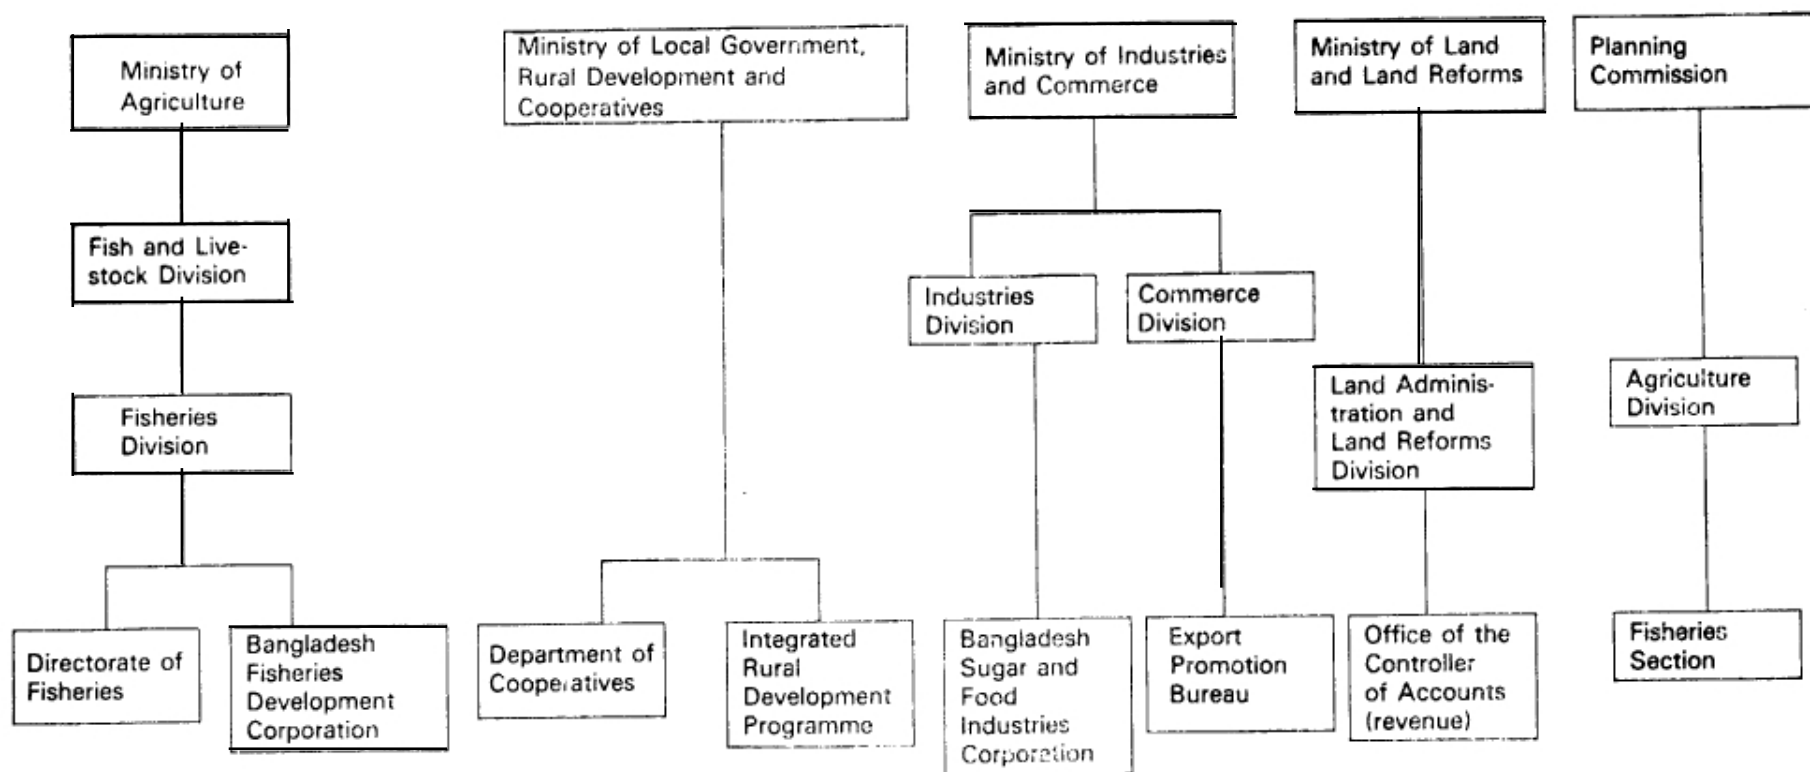 Ministry of
Agriculture
Ministry of Local Government,
Rural Development and
Cooperatives
Ministry of Industries
and Commerce
Ministry of Land
and Land Reforms
Planning
Commission
Fish and Live-
stock Division
Industries
Division
Commerce
Division
Land Adminis-
tration and
Land Reforms
Division
Agriculture
Division
Fisheries
Division
Directorate of
Fisheries
Bangladesh
Fisheries
Development
Corporation
Department of
Cooperatives
Integrated
Rural
Development
Programme
Bangladesh
Sugar and
Food
Industries
Corporation
Export
Promotion
Bureau
Office of the
Controller
of Accounts
(revenue)
Fisheries
Section